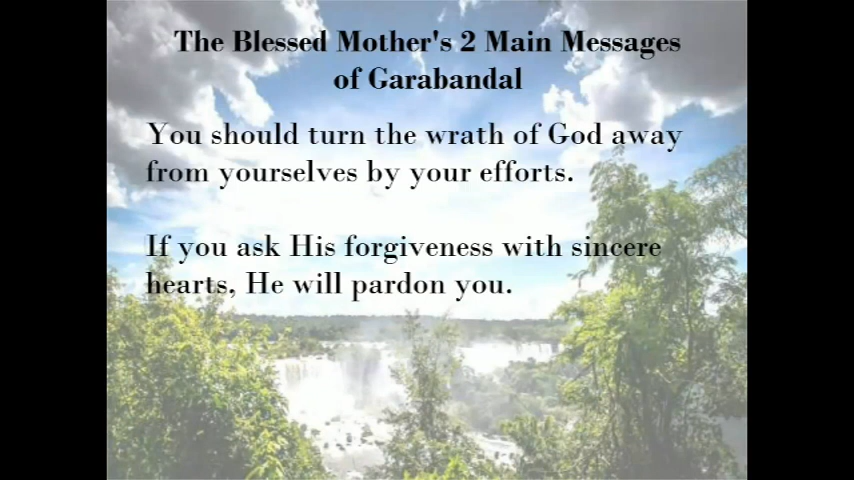 The Blessed Mother's 2 Main Messages
of Garabandal
You should turn the wrath of God away
from yourselves by your efforts.
If you ask His forgiveness with sincere
hearts, He will pardon you.